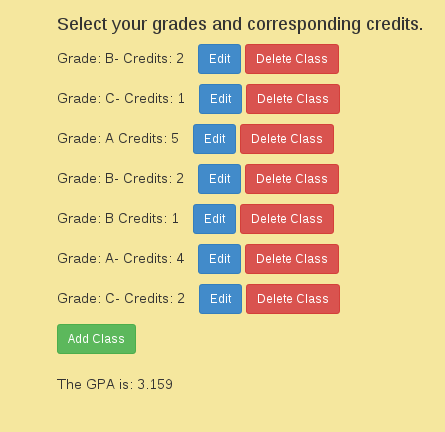 Select your grades and corresponding credits.
Grade: B- Credits: 2 Edit Delete Class
Grade: C- Credits: 1 Edit Delete Class
Grade: A Credits: 5 Edit Delete Class
Grade: B- Credits: 2 Edit Delete Class
Grade: B Credits: 1 Edit Delete Class
Grade: A- Credits: 4 Edit Delete Class
Grade: C- Credits: 2 Edit Delete Class
Add Class
The GPA is: 3.159